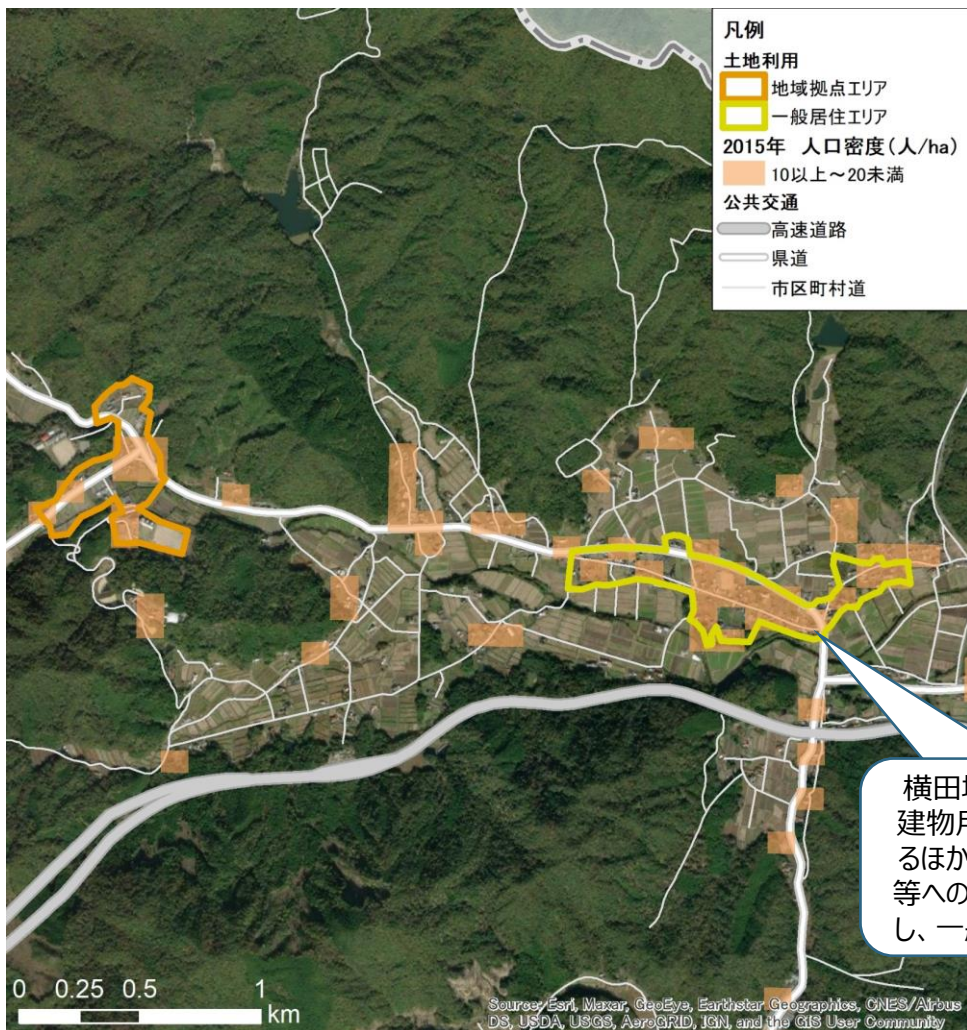 凡例
土地利用
地域拠点エリア
一般居住エリア
2015年 人口密度(人/ha)
10以上～20未満
公共交通
高速道路
県道
市区町村道
横田
建物用
るほか
等への
し、一
0 0.25 0.5 1
km
Source: Esri, Maxar, GeoEye, Earthstar Geographics, CNES/Airbus
DS, USDA, USGS, AeroGRID, IGN, and the GIS User Community